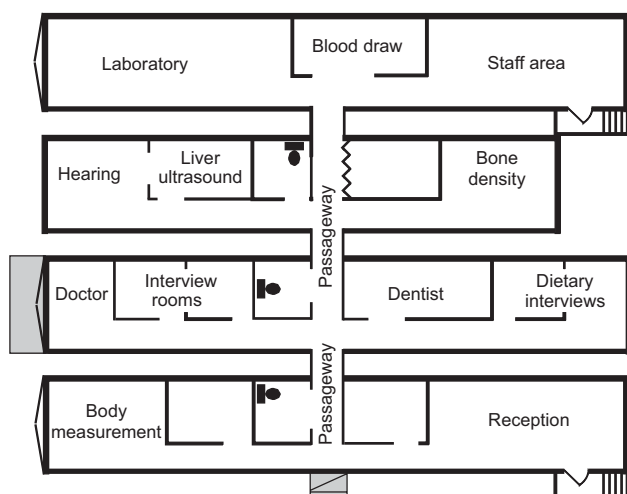 Blood draw
Laboratory
Staff area
Hearing
Liver
ultrasound
Bone
density
Passageway
Doctor
Interview
rooms
Dentist
Dietary
interviews
Passageway
Body
measurement
Reception